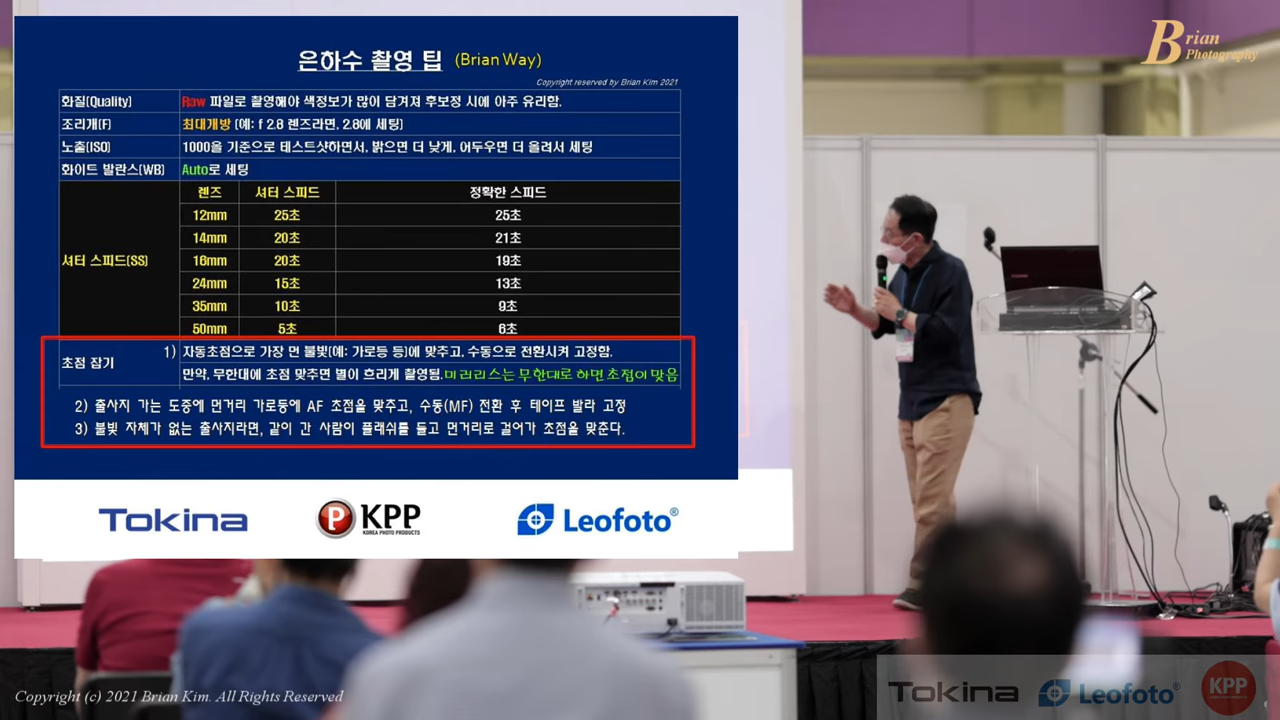 은하수 촬영 팁 (Brian Way)
Copyright reserved by Brian Kim 2021
화질(Quality) Raw 파일로 촬영해야 색정보가 많이 담겨져 후보정 시에 아주 유리함.
조리개(F) 최대개방 (예: f 2.8 렌즈라면, 2.8에 세팅)
노출(ISO) 1000을 기준으로 테스트샷하면서, 밝으면 더 낮게, 어두우면 더 올려서 세팅
화이트 발란스(WB) Auto로 세팅
렌즈 셔터 스피드 정확한 스피드
12mm 25초 25초
14mm 20초 21초
셔터 스피드(SS) 16mm 20초 19초
24mm 15초 13초
35mm 10초 9초
50mm 5초 6초
초점 잡기 1) 자동초점으로 가장 먼 불빛(예: 가로등 등)에 맞추고, 수동으로 전환시켜 고정함.
만약, 무한대에 초점 맞추면 별이 흐리게 촬영됨. 미러리스는 무한대로 하면 초점이 맞음
2) 출사지 가는 도중에 먼거리 가로등에 AF 초점을 맞추고, 수동(MF) 전환 후 테이프 발라 고정
3) 불빛 자체가 없는 출사지라면, 같이 간 사람이 플래쉬를 들고 먼거리로 걸어가 초점을 맞춘다.
Tokina P KPP KOREA PHOTO PRODUCTS Leofoto®
Brian Photography
Copyright (c) 2021 Brian Kim. All Rights Reserved
Tokina Leofoto® KPP